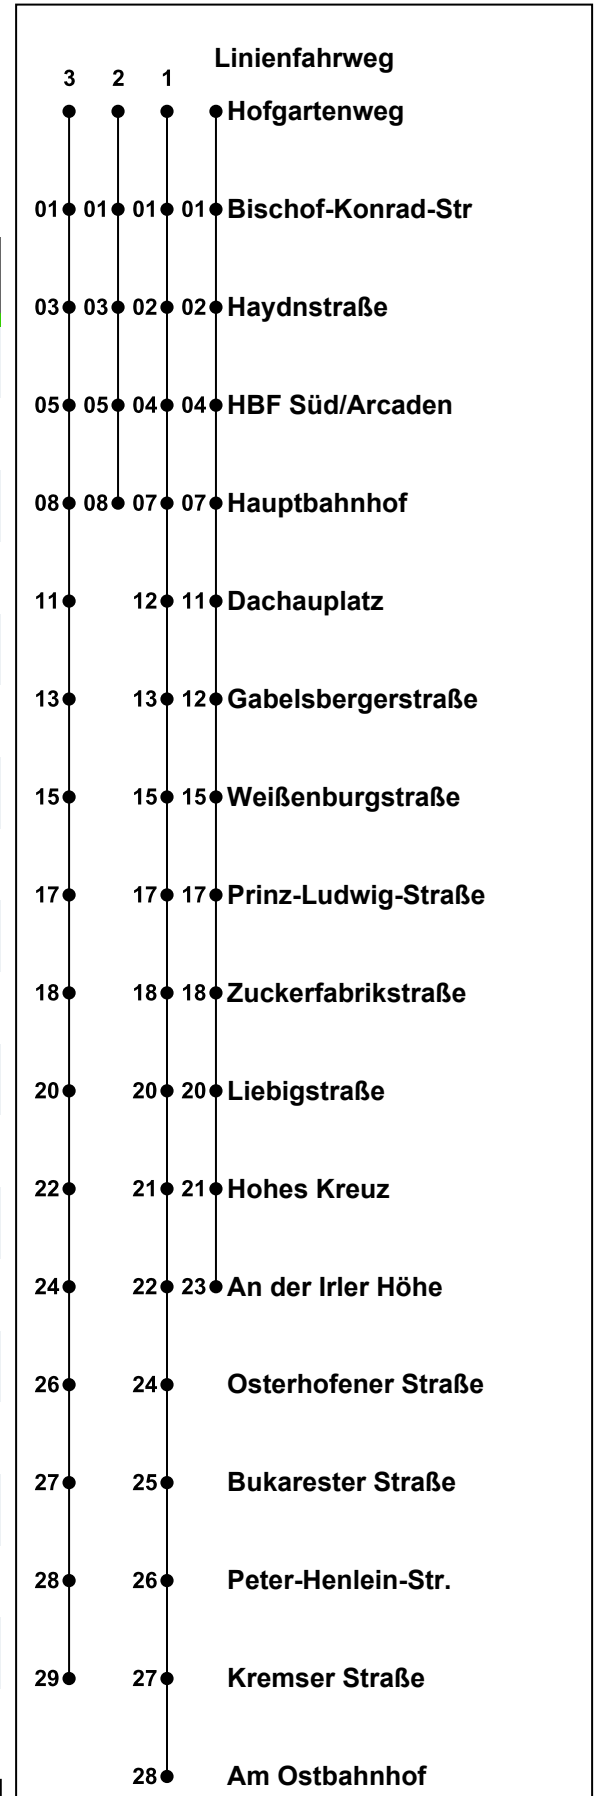 Linienfahrweg
3 2 1
Hofgartenweg
01 01 01 01 Bischof-Konrad-Str
03 03 02 02 Haydnstraße
05 05 04 04 HBF Süd/Arcaden
08 08 07 07 Hauptbahnhof
11 12 11 Dachauplatz
13 13 12 Gabelsbergerstraße
15 15 15 Weißenburgstraße
17 17 17 Prinz-Ludwig-Straße
18 18 18 Zuckerfabrikstraße
20 20 20 Liebigstraße
22 21 21 Hohes Kreuz
24 22 23 An der Irler Höhe
26 24 Osterhofener Straße
27 25 Bukarester Straße
28 26 Peter-Henlein-Str.
29 27 Kremser Straße
28 Am Ostbahnhof